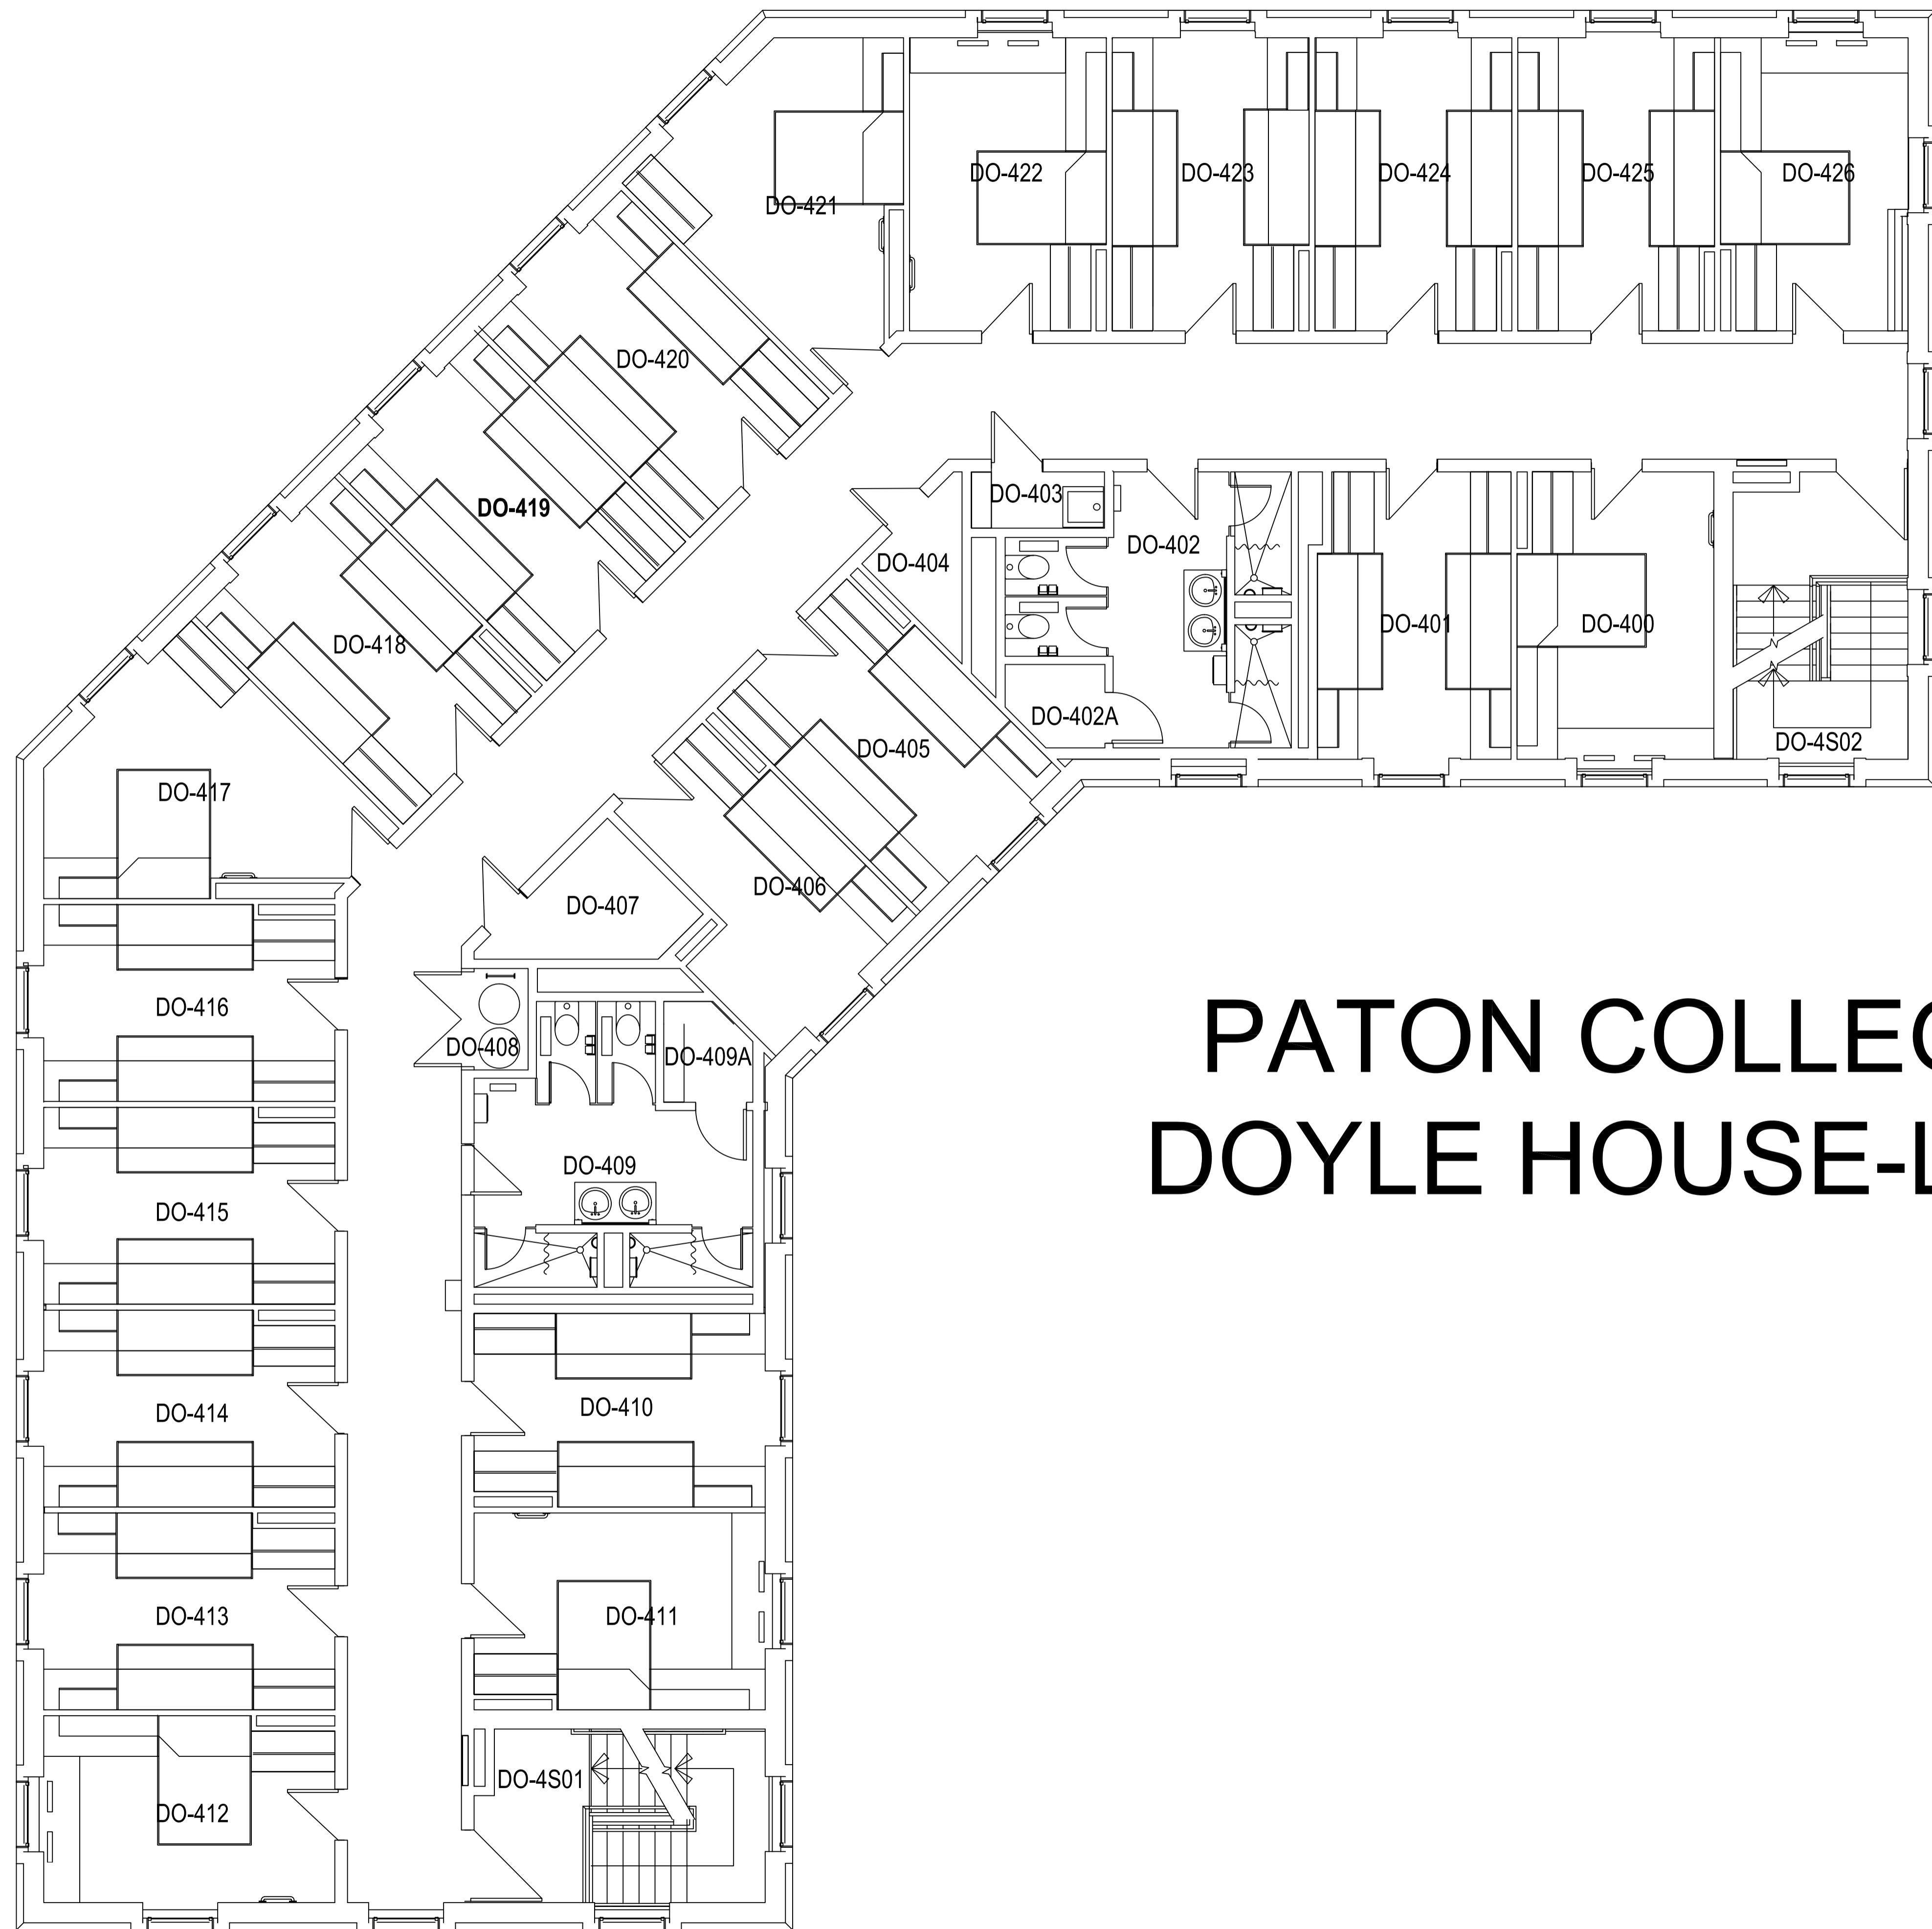 DO-422
DO-423
DO-424
DO-425
DO-426
DO-421
DO-420
DO-403
DO-419
DO-402
DO-404
DO-401
DO-400
DO-418
DO-402A
DO-4S02
DO-405
DO-417
DO-406
DO-407
DO-416
DO-408
DO-409A
PATON COLLEG
DOYLE HOUSE-L
DO-409
DO-415
DO-410
DO-414
DO-413
DO-411
DO-4S01
DO-412